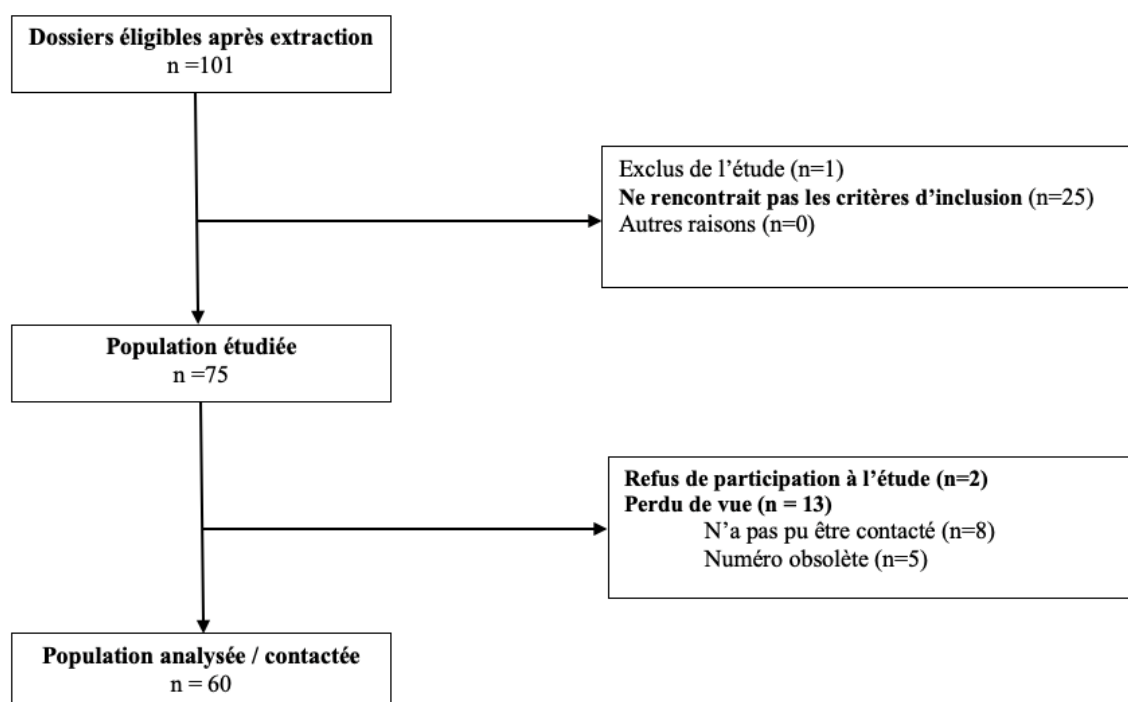 Dossiers éligibles après extraction
n =101
Exclus de l’étude (n=1)
Ne rencontrait pas les critères d’inclusion (n=25)
Autres raisons (n=0)
Population étudiée
n =75
Refus de participation à l’étude (n=2)
Perdu de vue (n = 13)
N’a pas pu être contacté (n=8)
Numéro obsolète (n=5)
Population analysée / contactée
n = 60